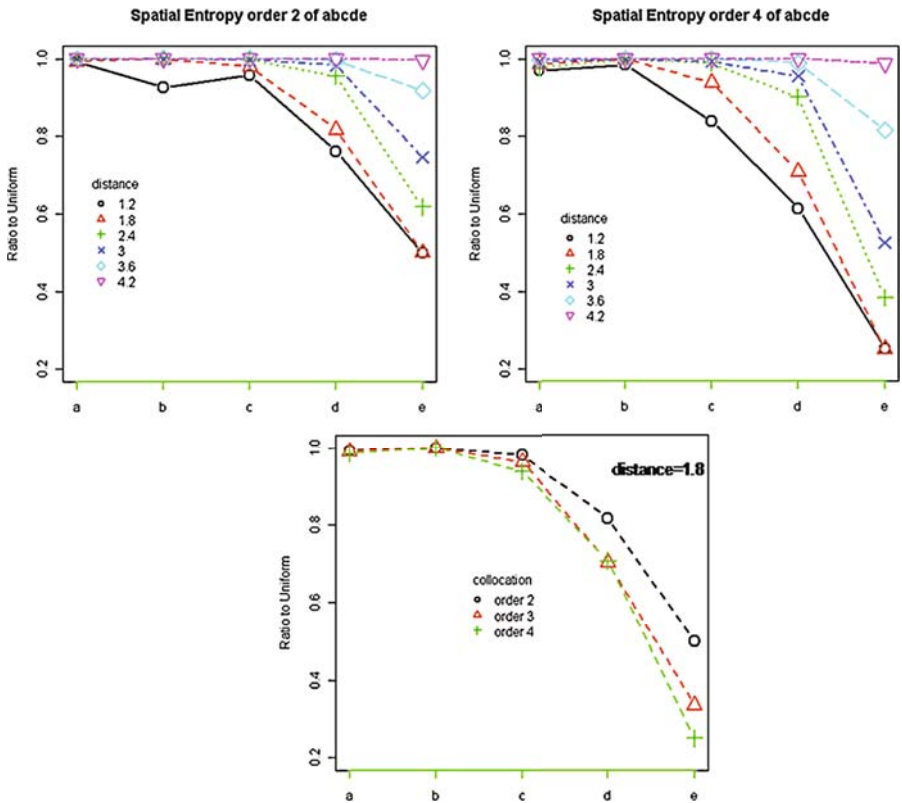 Spatial Entropy order 2 of abcde
Ratio to Uniform
1.0
0.8
0.6
0.4
0.2
distance
1.2
1.8
2.4
3
3.6
4.2
a b c d e
Spatial Entropy order 4 of abcde
Ratio to Uniform
1.0
0.8
0.6
0.4
0.2
distance
1.2
1.8
2.4
3
3.6
4.2
a b c d e
distance=1.8
Ratio to Uniform
1.0
0.8
0.6
0.4
0.2
collocation
order 2
order 3
order 4
a b c d e